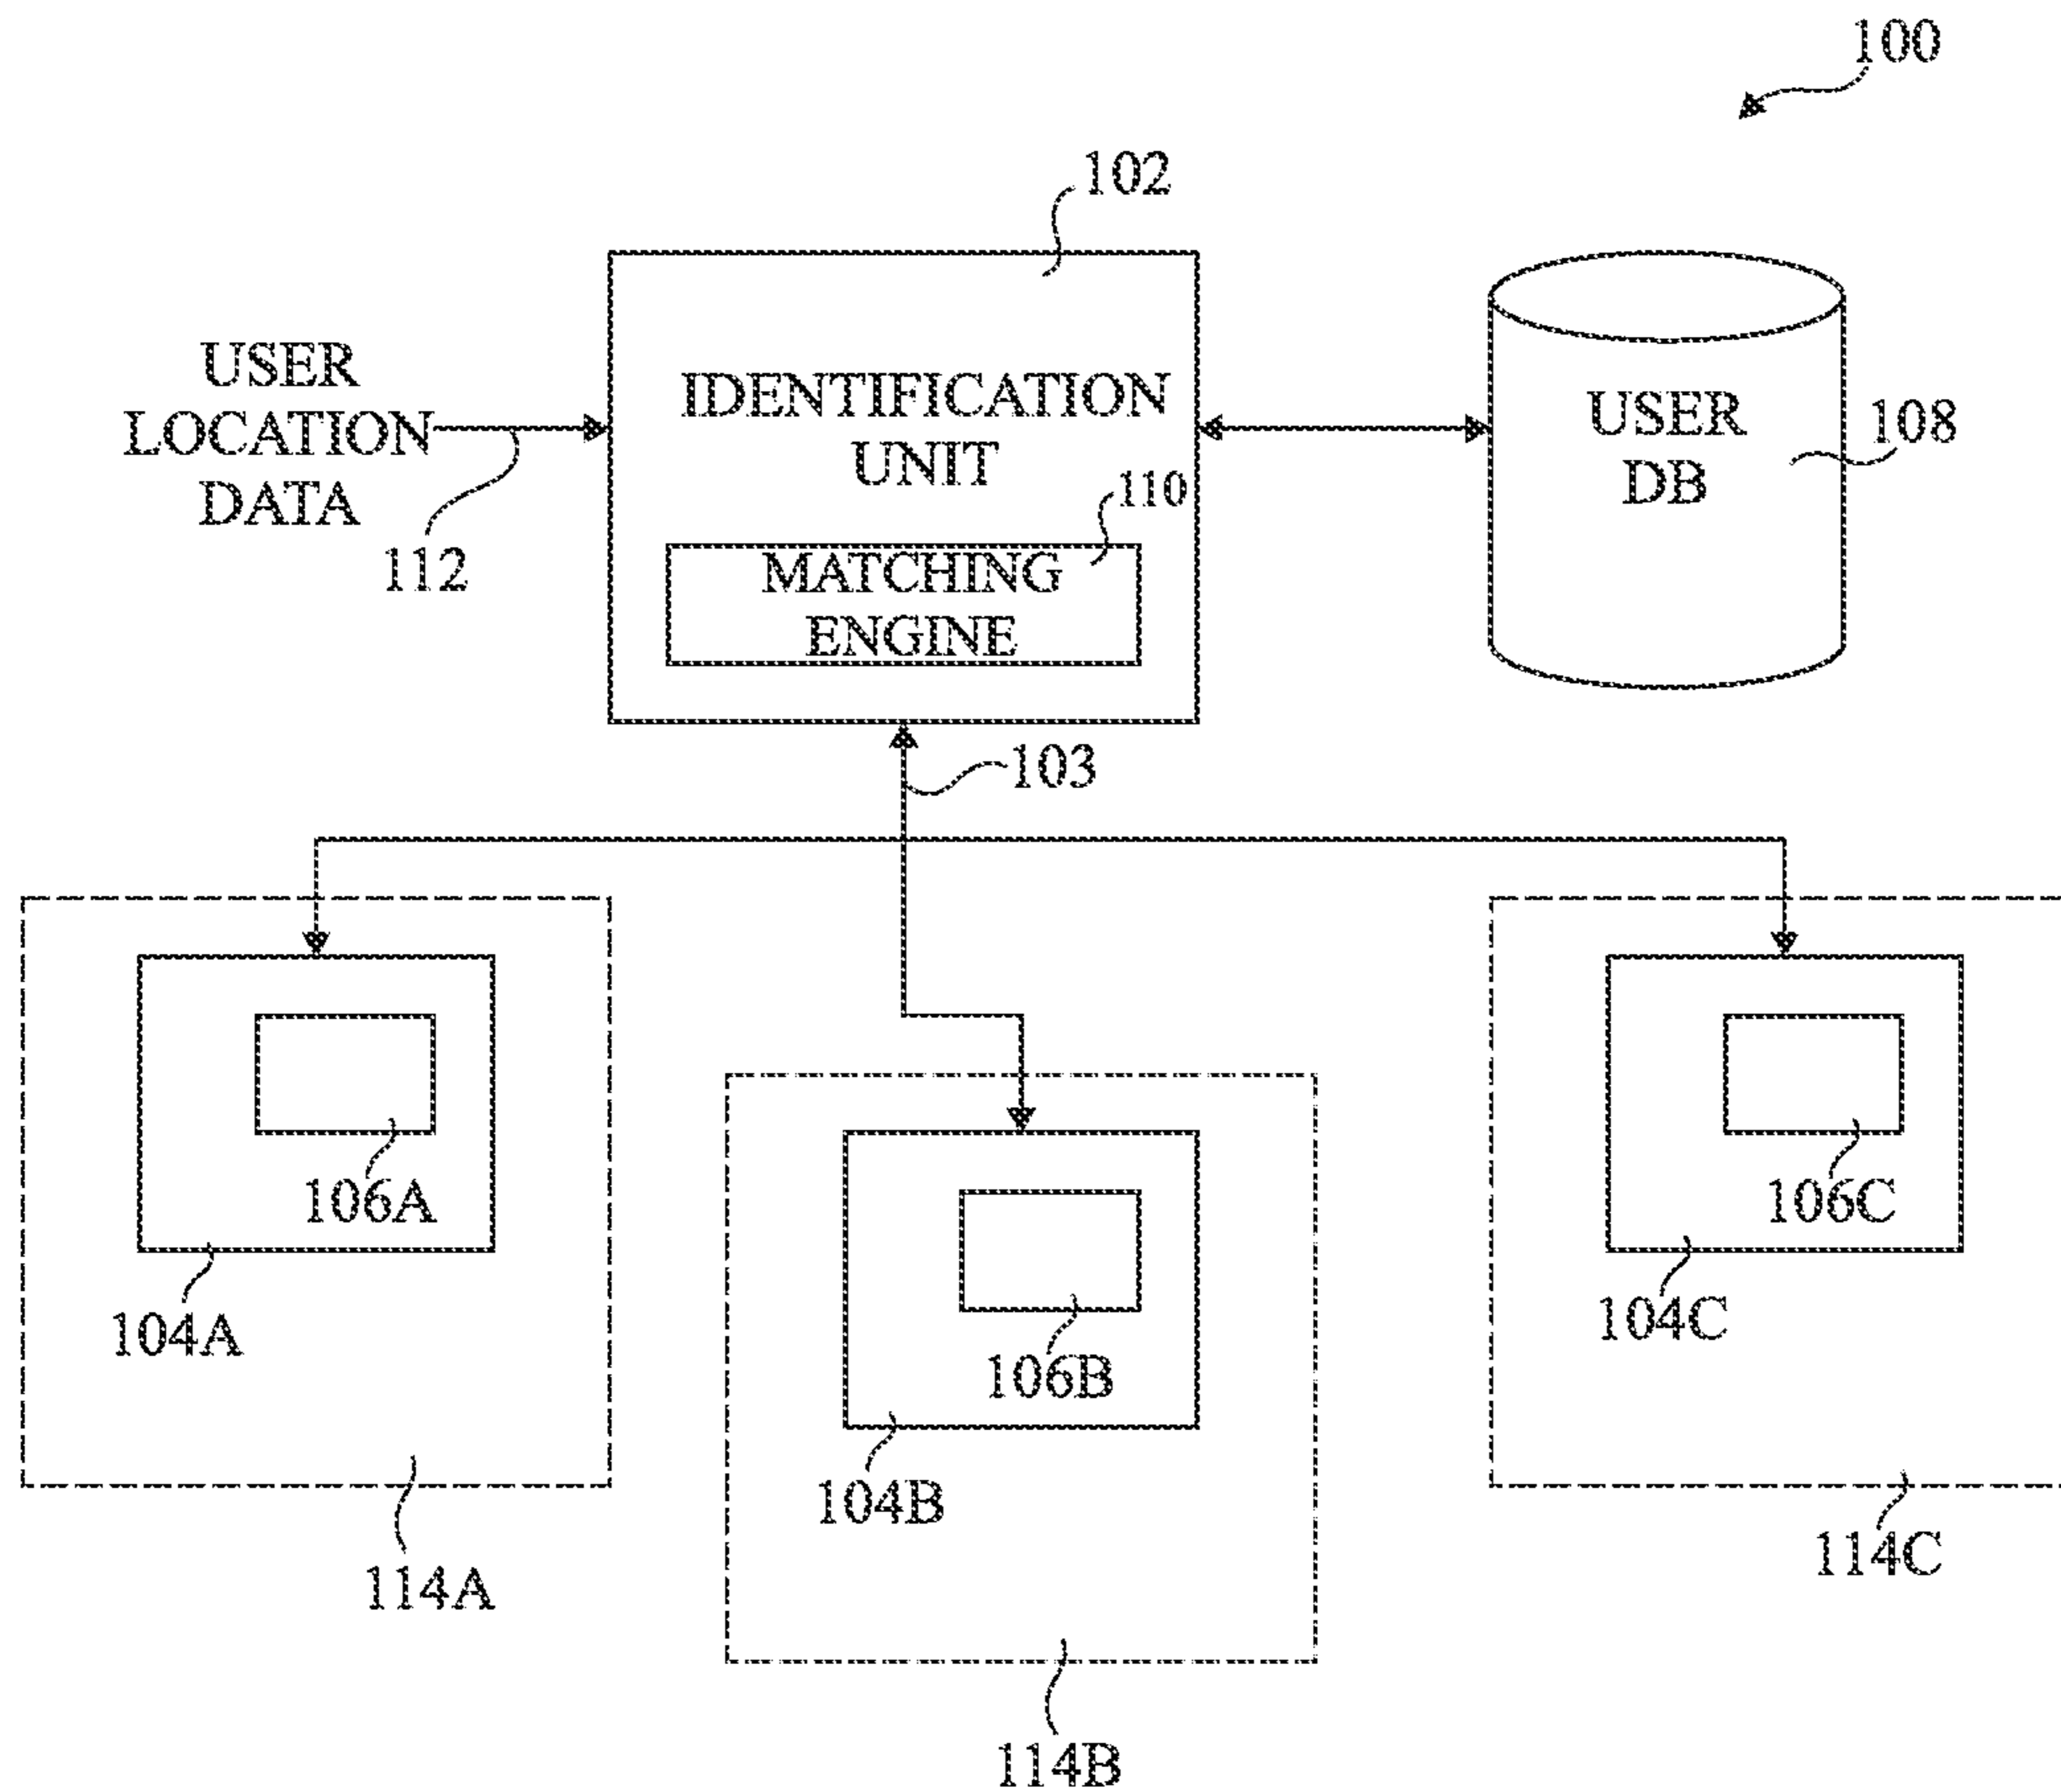 100
102
USER
LOCATION
DATA
112
IDENTIFICATION
UNIT
110
MATCHING
ENGINE
USER
DB
108
103
106A
104A
114A
106B
104B
114B
106C
104C
114C